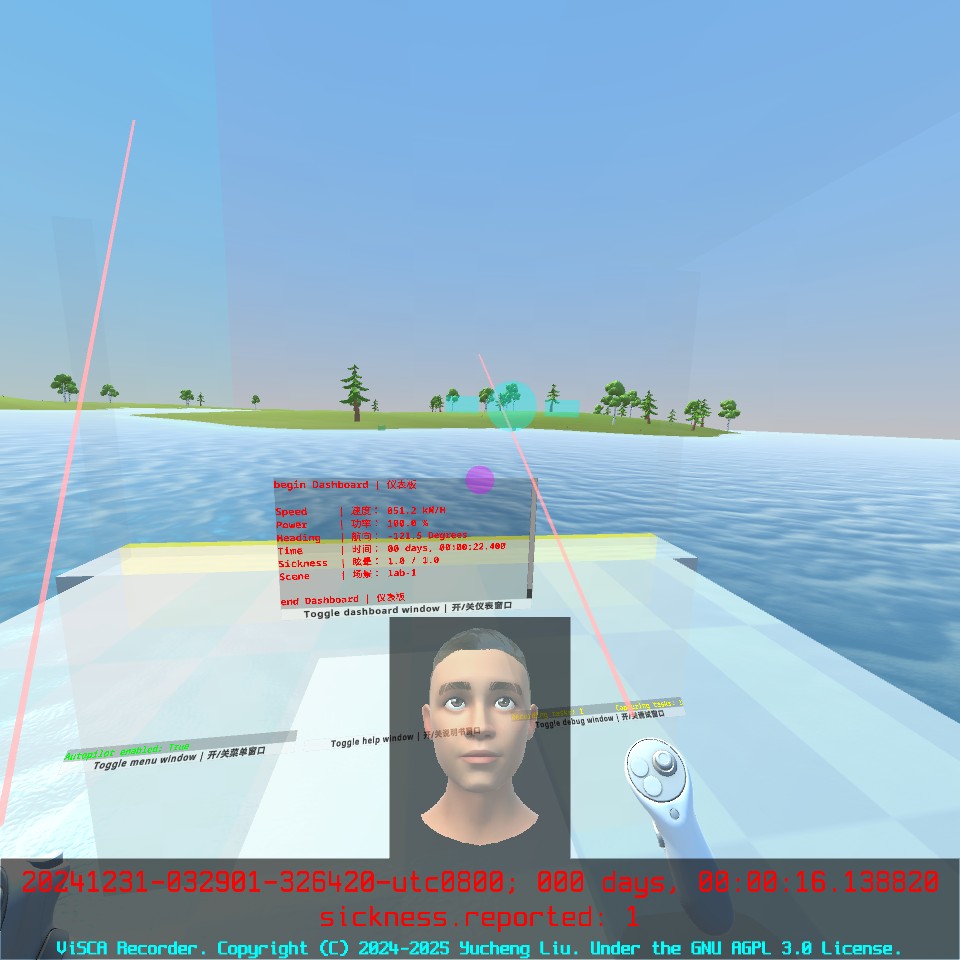 begin Dashboard | 仪表板
Speed | 速度: 051.2 kM/H
Power | 功率: 100.0 %
Heading | 航向: -121.5 Degrees
Time | 时间: 00 days, 00:00:22.400
Sickness | 眩晕: 1.0 / 1.0
Scene | 场景: lab-1
end Dashboard | 仪表板
Toggle dashboard window | 开/关仪表窗口
Capturing tasks:
Toggle debug window | 开/关调试窗口
Toggle help window | 开/关说明书窗口
Autopilot enabled: True
Toggle menu window | 开/关菜单窗口
20241231-032901-326420-utc0800; 000 days, 00:00:16.138820
sickness.reported: 1
ViSCA Recorder. Copyright (C) 2024-2025 Yucheng Liu. Under the GNU AGPL 3.0 License.